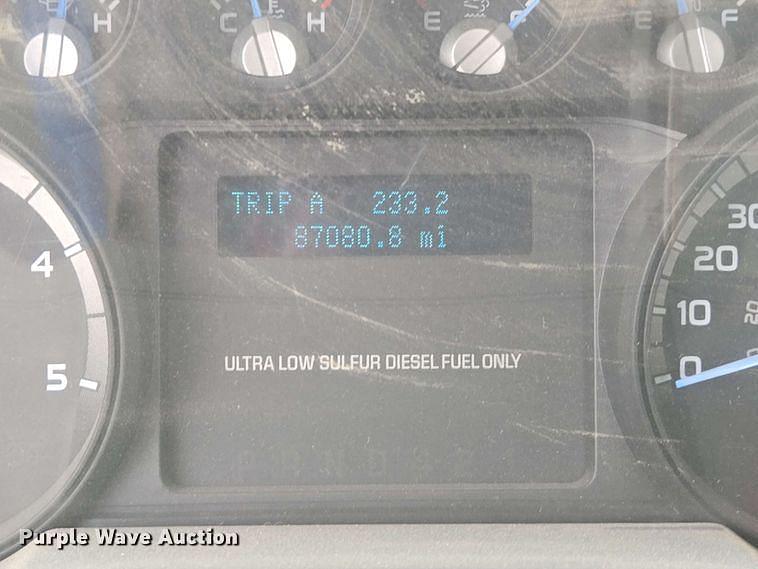 H C H E E F
TRIP A 233.2
87080.8 mi
30
4
20
10
ULTRA LOW SULFUR DIESEL FUEL ONLY
0
5
Purple Wave Auction